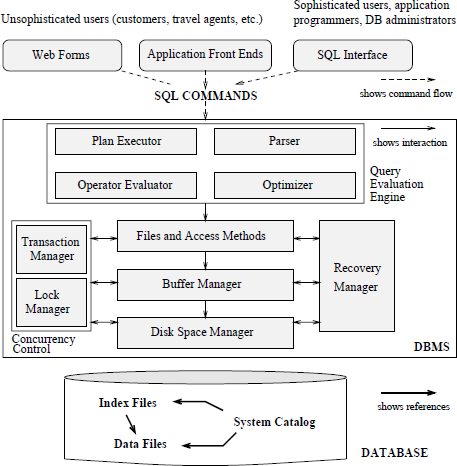 Unsophisticated users (customers, travel agents, etc.)
Sophisticated users, application
programmers, DB administrators
Web Forms
Application Front Ends
SQL Interface
SQL COMMANDS
shows command flow
shows interaction
Plan Executor
Parser
Operator Evaluator
Optimizer
Query
Evaluation
Engine
Files and Access Methods
Transaction
Manager
Buffer Manager
Recovery
Manager
Lock
Manager
Disk Space Manager
Concurrency
Control
DBMS
Index Files
System Catalog
Data Files
shows references
DATABASE